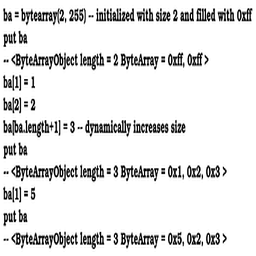 ba = bytearray(2, 255) -- initialized with size 2 and filled with 0xff
put ba
-- <ByteArrayObject length = 2 ByteArray = 0xff, 0xff >
ba[1] = 1
ba[2] = 2
ba[ba.length+1] = 3 -- dynamically increases size
put ba
-- <ByteArrayObject length = 3 ByteArray = 0x1, 0x2, 0x3 >
ba[1] = 5
put ba
-- <ByteArrayObject length = 3 ByteArray = 0x5, 0x2, 0x3 >